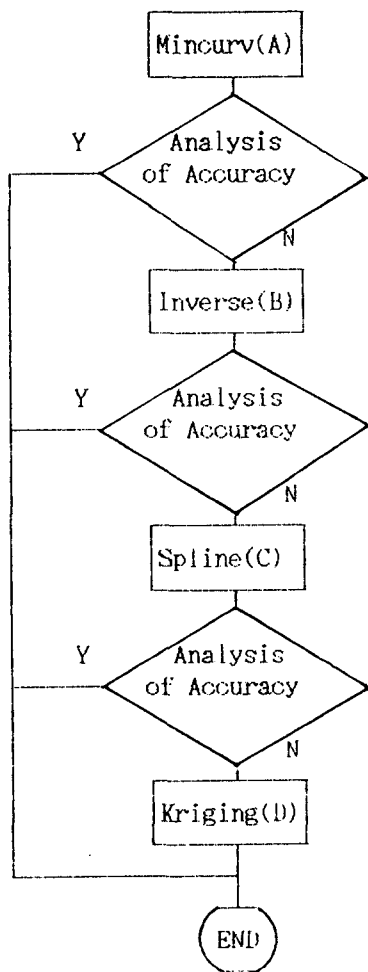 Mincurv(A)
Y
Analysis
of Accuracy
N
Inverse(B)
Y
Analysis
of Accuracy
N
Spline(C)
Y
Analysis
of Accuracy
N
Kriging(D)
END